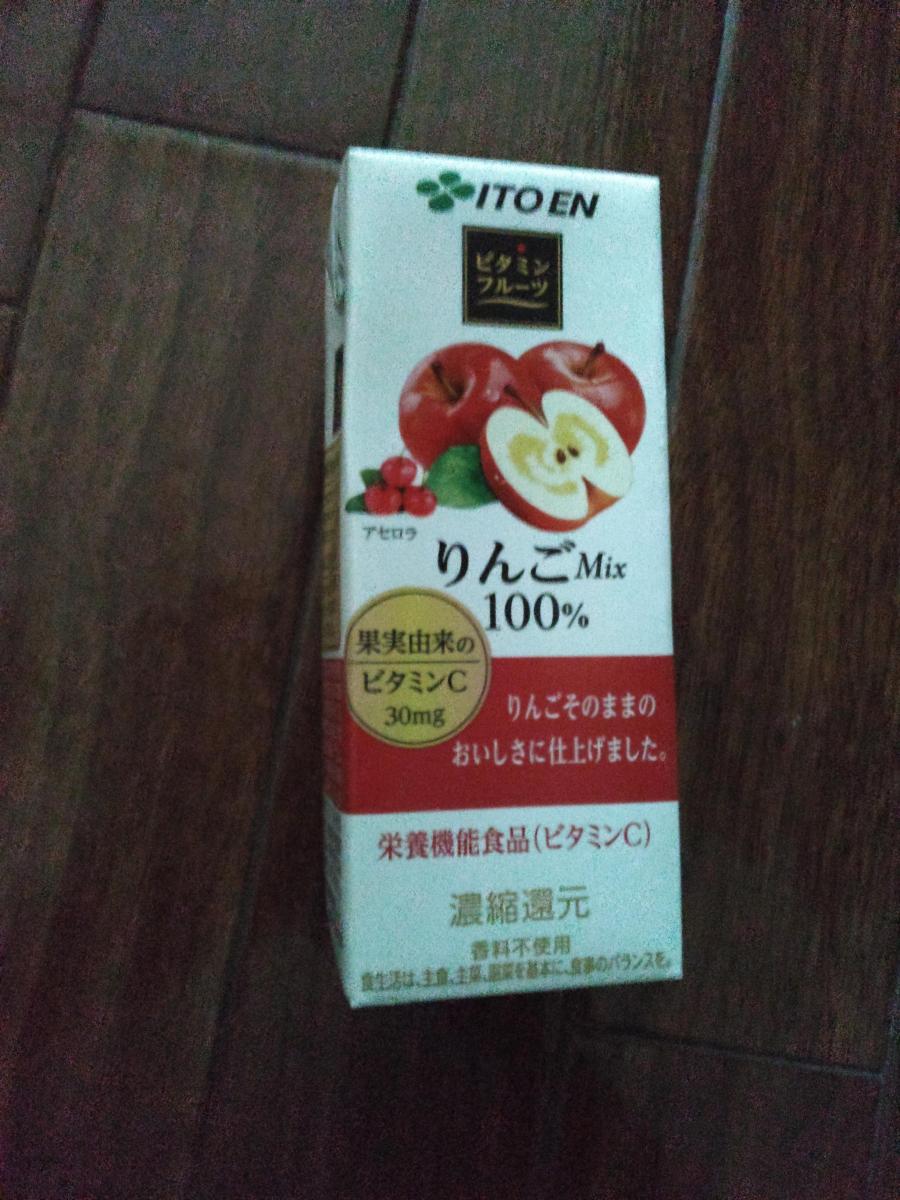 ITO EN
ビタミン
フルーツ
アセロラ
りんごMix
100%
果実由来の
ビタミンC
30mg
りんごそのままの
おいしさに仕上げました。
栄養機能食品(ビタミンC)
濃縮還元
香料不使用
食生活は、主食、主菜、副菜を基本に、食事のバランスを。